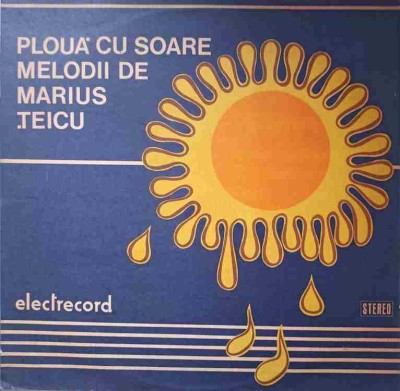 PLOUĂ CU SOARE
MELODII DE
MARIUS
ȚEICU
electrecord
STEREO